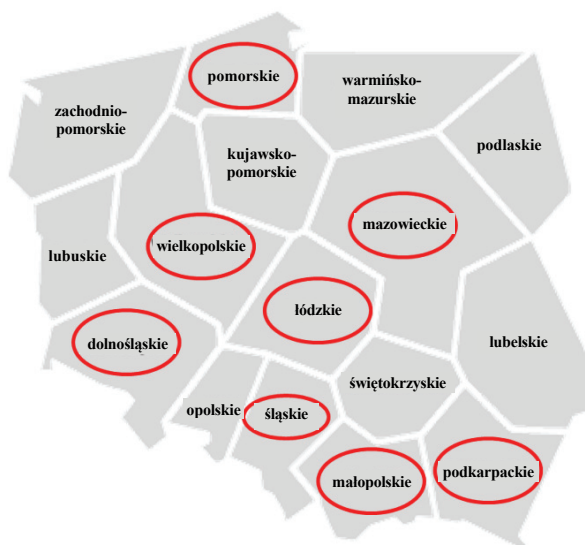 pomorskie
warmińsko-
mazurskie
zachodnio-
pomorskie
podlaskie
kujawsko-
pomorskie
mazowieckie
wielkopolskie
lubuskie
łódzkie
dolnośląskie
lubelskie
świętokrzyskie
opolskie
śląskie
małopolskie
podkarpackie